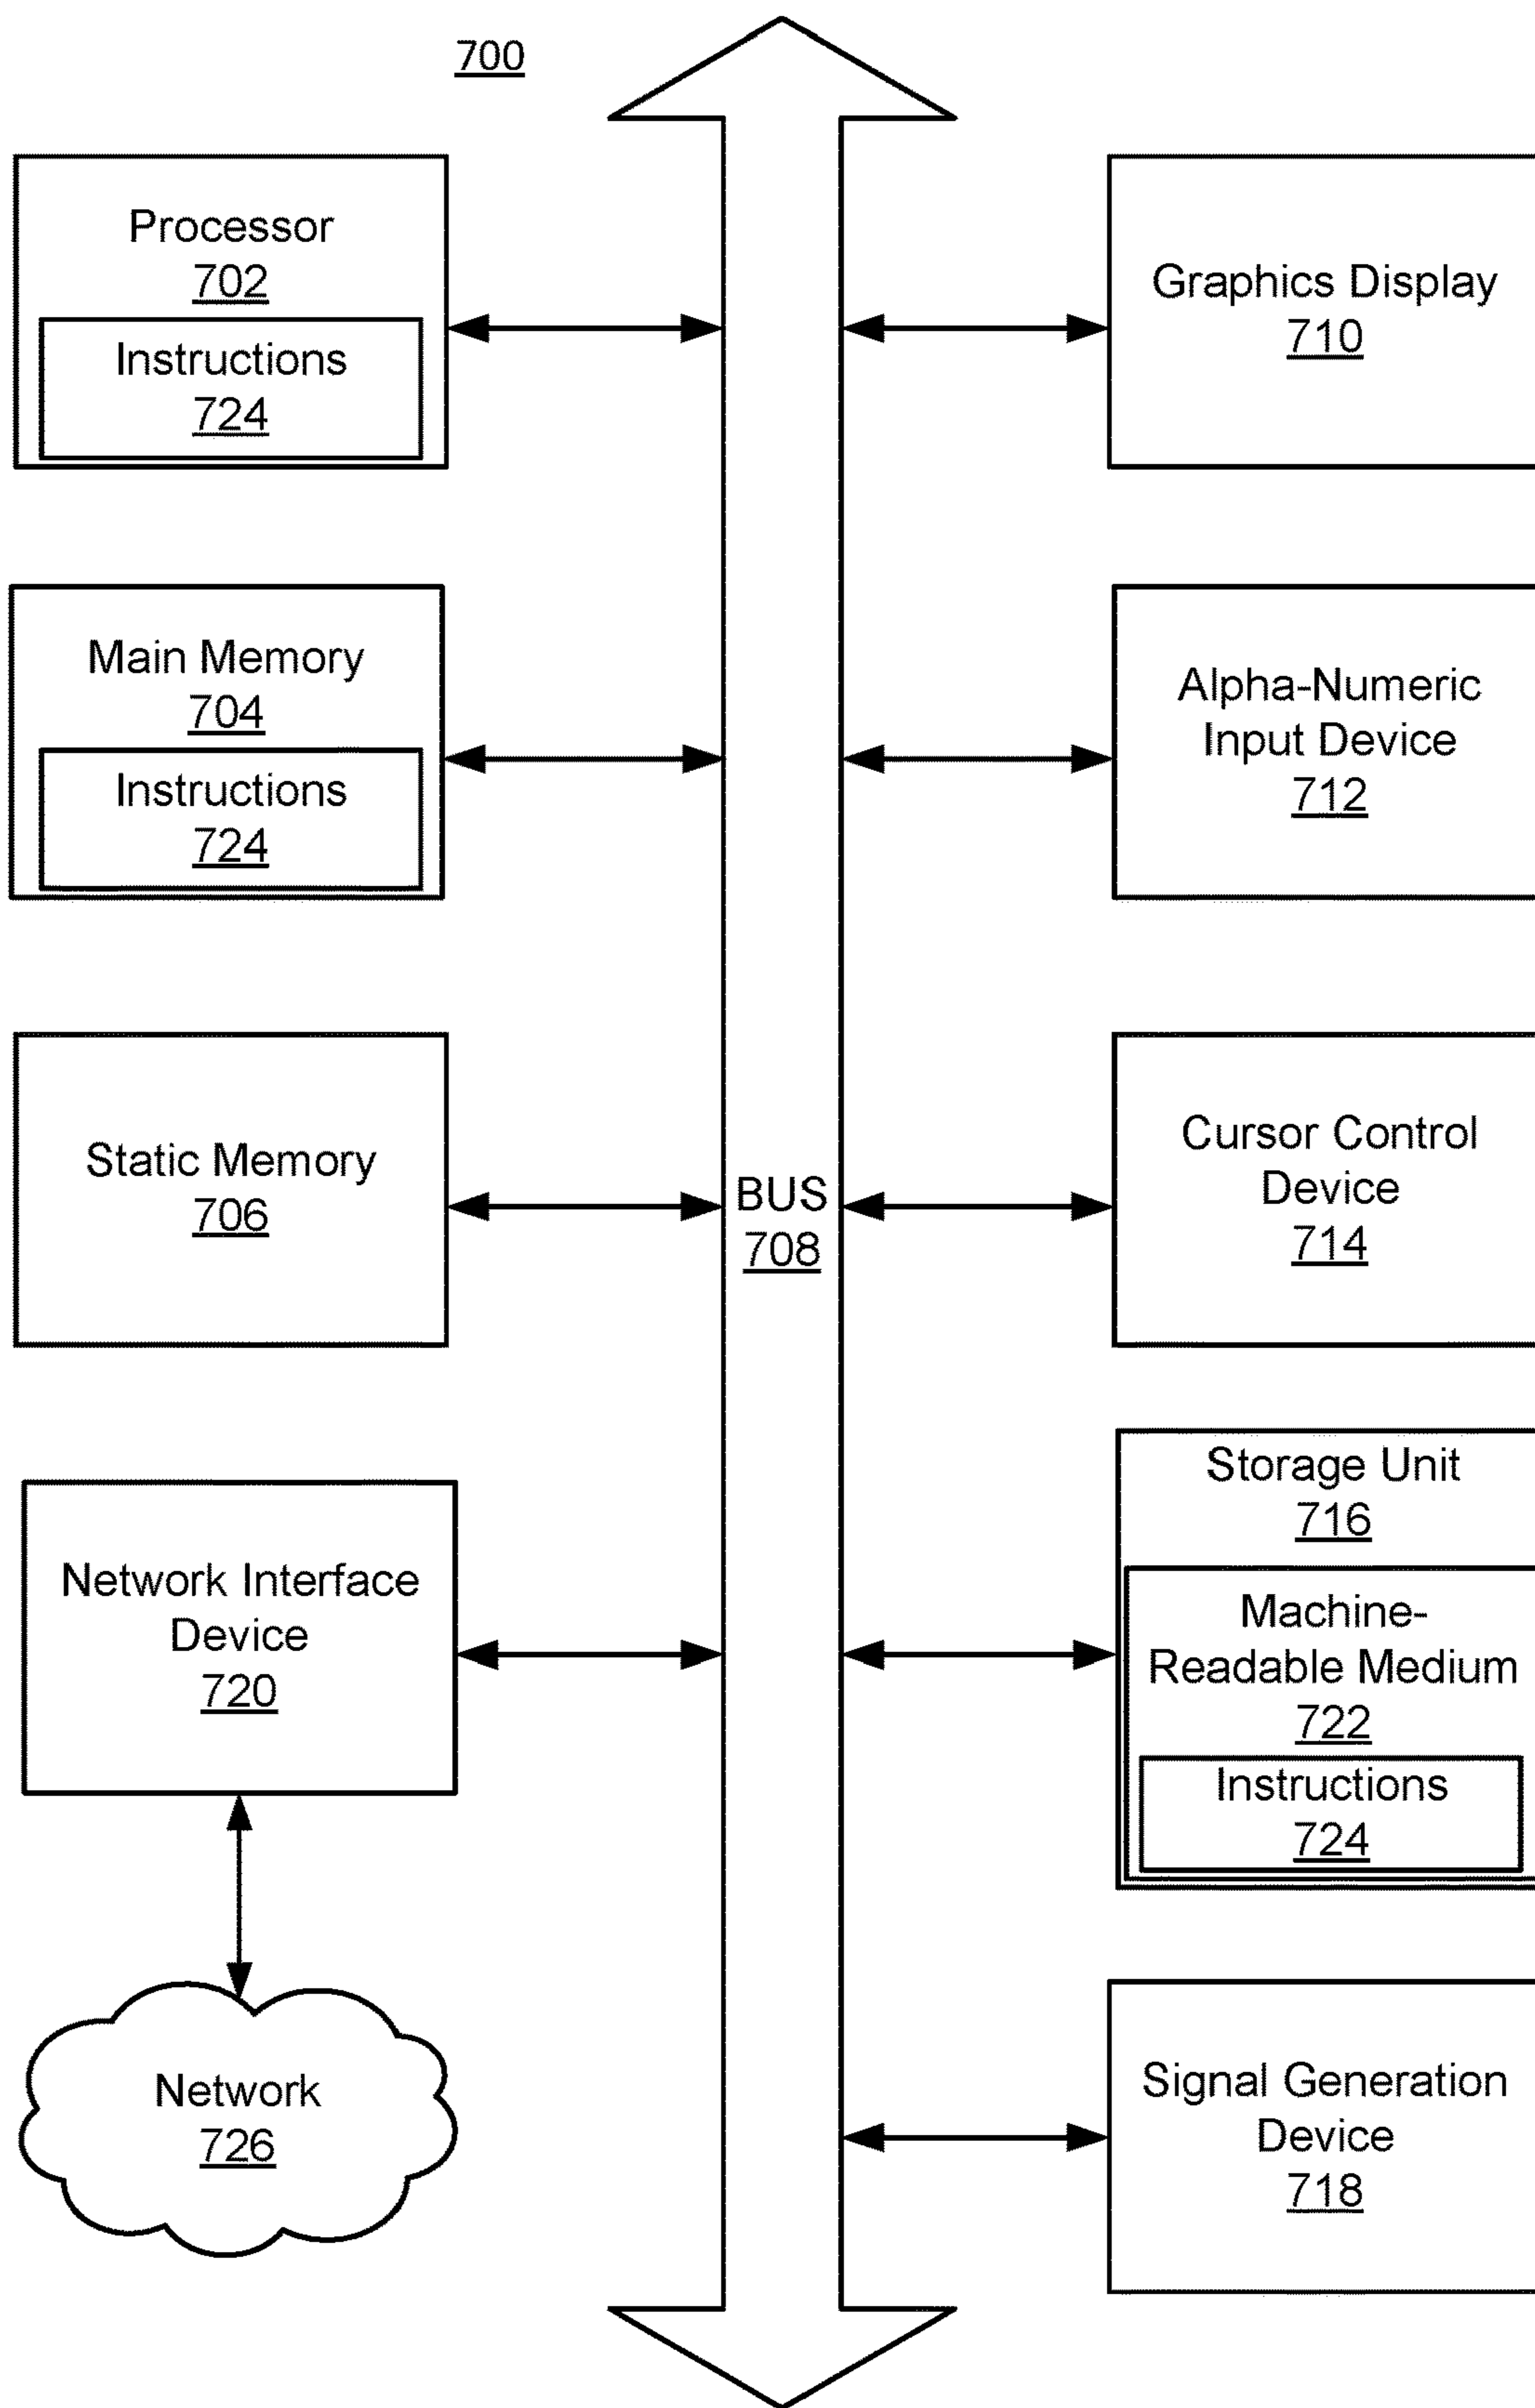 700
Processor
702
Instructions
724
Graphics Display
710
Main Memory
704
Instructions
724
Alpha-Numeric
Input Device
712
Static Memory
706
BUS
708
Cursor Control
Device
714
Network Interface
Device
720
Storage Unit
716
Machine-
Readable Medium
722
Instructions
724
Network
726
Signal Generation
Device
718